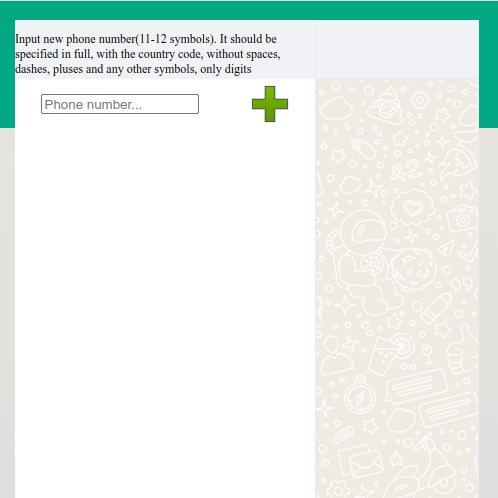 Input new phone number(11-12 symbols). It should be
specified in full, with the country code, without spaces,
dashes, pluses and any other symbols, only digits
Phone number...
42